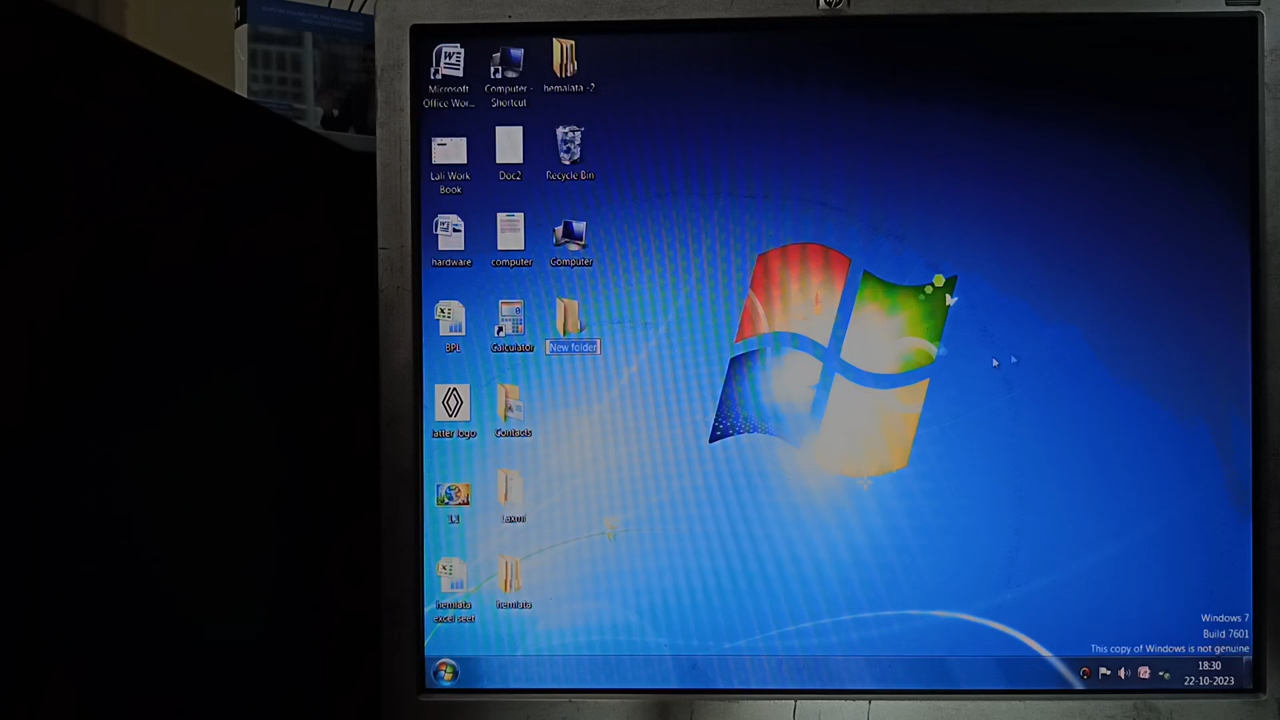 Microsoft
Office Wor...
Computer -
Shortcut
hemalata -2
Lali Work
Book
Doc2
Recycle Bin
hardware
computer
Computer
BPL
Calculator
New folder
latter logo
Contacts
Laxmi
hemlata
excel seet
hemlata
Windows 7
Build 7601
This copy of Windows is not genuine
18:30
22-10-2023